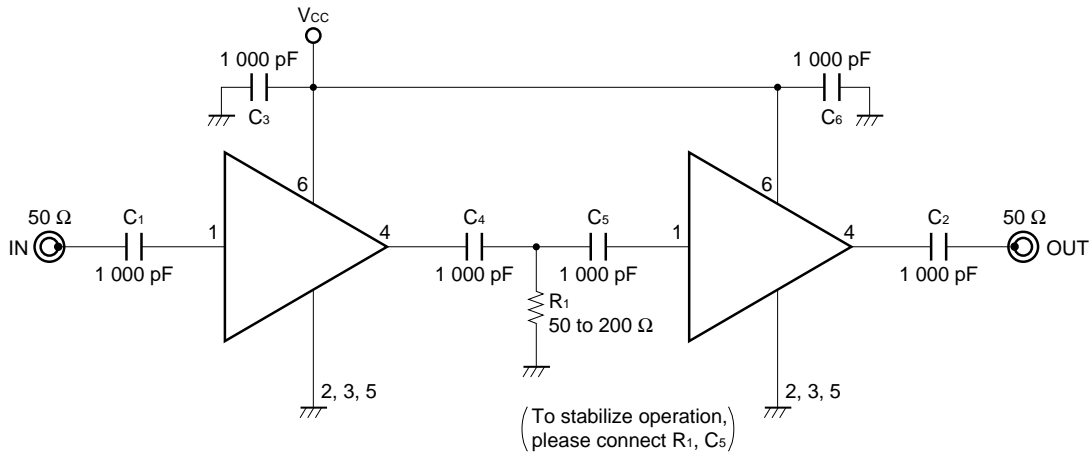 VCC
1 000 pF
C3
1 000 pF
C6
6
6
50 Ω
IN
C1
1 000 pF
1
4
C4
1 000 pF
C5
1 000 pF
1
4
C2
1 000 pF
50 Ω
OUT
R1
50 to 200 Ω
2, 3, 5
2, 3, 5
(To stabilize operation,
please connect R1, C5)